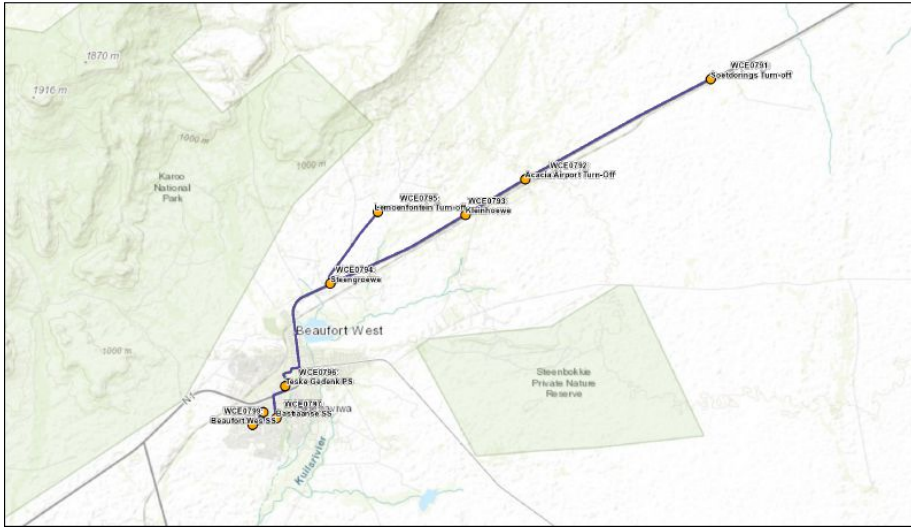 1870 m
1916 m
1000 m
1000 m
1000 m
Karoo
National
Park
WCE0791:
Soetdorings Turn-off
WCE0792:
Acacia Airport Turn-Off
WCE0793:
Kleinhoewe
WCE0795:
Lemoenfontein Turn-off
WCE0794:
Steengroewe
Beaufort West
Steenbokkie
Private Nature
Reserve
WCE0796:
Teske Gedenk PS
N1
WCE0797:
Bastiaanse SS
WCE0799:
Beaufort Wes SS
Kuilsrivier